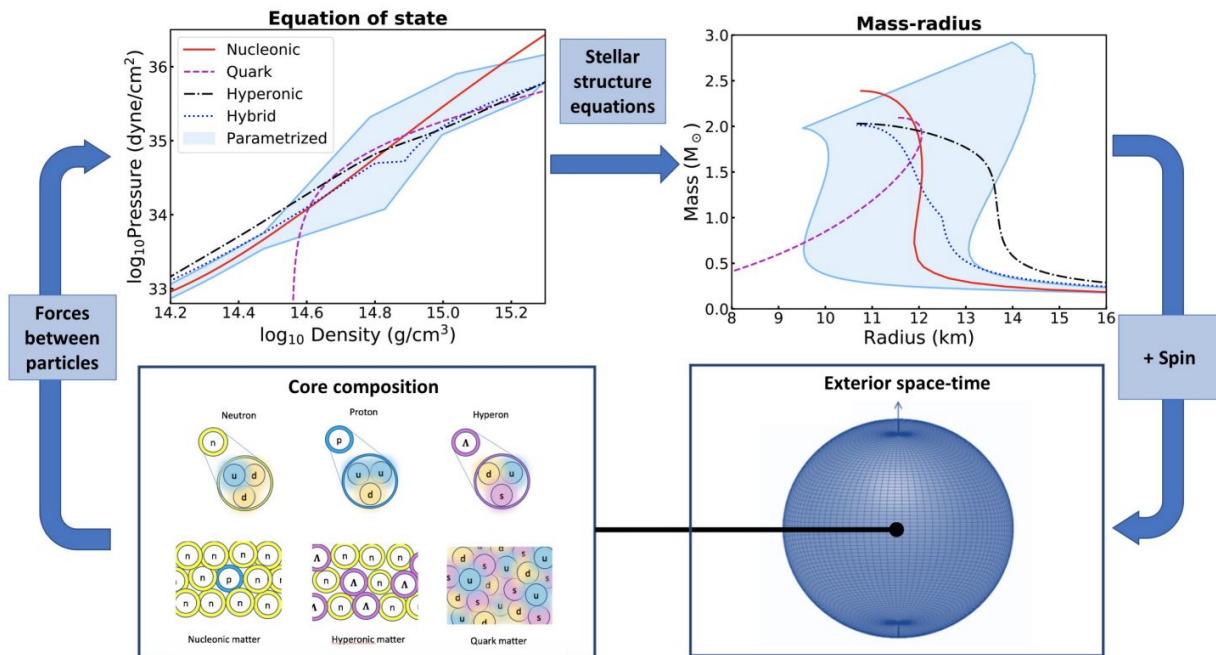 Equation of state
Nucleonic
Quark
Hyperonic
Hybrid
Parametrized
log₁₀Pressure (dyne/cm²)
36
35
34
33
14.2 14.4 14.6 14.8 15.0 15.2
log₁₀ Density (g/cm³)
Stellar
structure
equations
Mass-radius
Mass (M⊙)
3.0
2.5
2.0
1.5
1.0
0.5
0.0
8 9 10 11 12 13 14 15 16
Radius (km)
Forces
between
particles
+ Spin
Core composition
Neutron Proton Hyperon
n p Λ
u d u u d u
d d s
n n n n Λ n n n d s u
n p n n n Λ n Λ u d s
n n n n n Λ n s u d
Nucleonic matter Hyperonic matter Quark matter
Exterior space-time